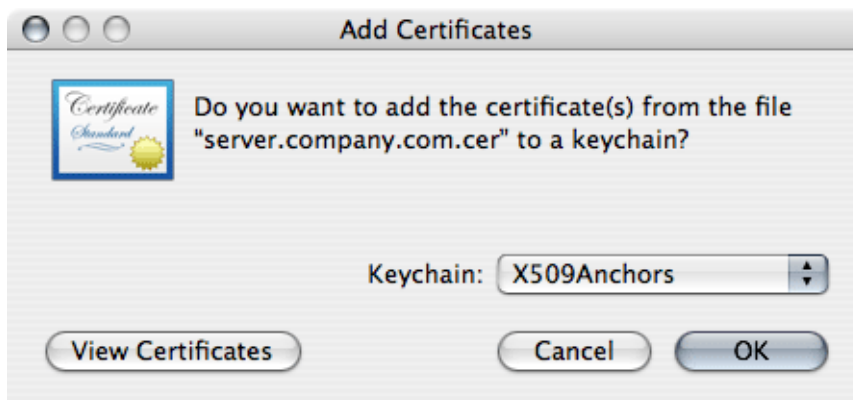 Add Certificates
Certificate
Standard
Do you want to add the certificate(s) from the file
"server.company.com.cer" to a keychain?
Keychain: X509Anchors
View Certificates Cancel OK